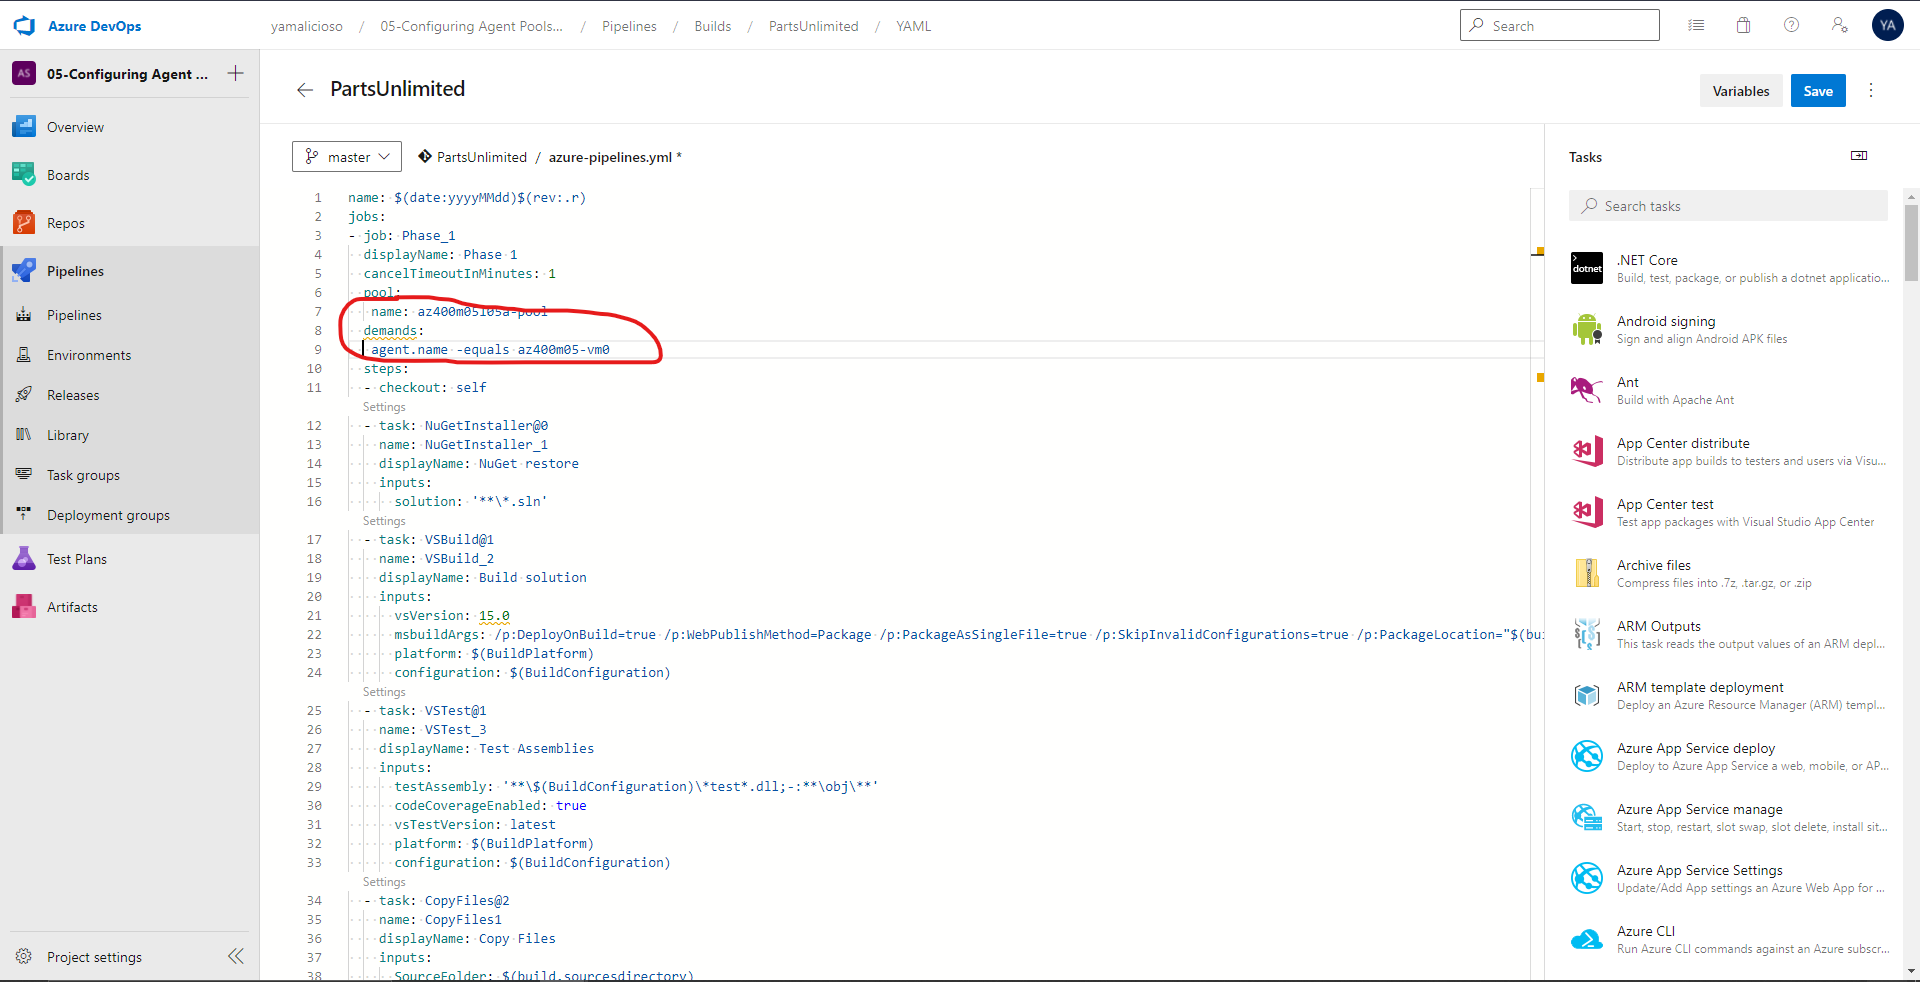 Azure DevOps
yamalicioso / 05-Configuring Agent Pools... / Pipelines / Builds / PartsUnlimited / YAML
Search
YA
AS 05-Configuring Agent ... +
Overview
Boards
Repos
Pipelines
Pipelines
Environments
Releases
Library
Task groups
Deployment groups
Test Plans
Artifacts
Project settings
PartsUnlimited
Variables
Save
master
PartsUnlimited / azure-pipelines.yml *
1 name: $(date:yyyyMMdd)$(rev:.r)
2 jobs:
3 - job: Phase_1
4 displayName: Phase 1
5 cancelTimeoutInMinutes: 1
6 pool:
7 name: az400m05l05a-pool
8 demands:
9 agent.name -equals az400m05-vm0
10 steps:
11 - checkout: self
Settings
12 - task: NuGetInstaller@0
13 name: NuGetInstaller_1
14 displayName: NuGet restore
15 inputs:
16 solution: '**\*.sln'
Settings
17 - task: VSBuild@1
18 name: VSBuild_2
19 displayName: Build solution
20 inputs:
21 vsVersion: 15.0
22 msbuildArgs: /p:DeployOnBuild=true /p:WebPublishMethod=Package /p:PackageAsSingleFile=true /p:SkipInvalidConfigurations=true /p:PackageLocation="$(bui
23 platform: $(BuildPlatform)
24 configuration: $(BuildConfiguration)
Settings
25 - task: VSTest@1
26 name: VSTest_3
27 displayName: Test Assemblies
28 inputs:
29 testAssembly: '**\$(BuildConfiguration)\*test*.dll;-:**\obj\**'
30 codeCoverageEnabled: true
31 vsTestVersion: latest
32 platform: $(BuildPlatform)
33 configuration: $(BuildConfiguration)
Settings
34 - task: CopyFiles@2
35 name: CopyFiles1
36 displayName: Copy Files
37 inputs:
38 SourceFolder: $(build.sourcesdirectory)
Tasks
Search tasks
dotnet
.NET Core
Build, test, package, or publish a dotnet applicatio...
Android signing
Sign and align Android APK files
Ant
Build with Apache Ant
App Center distribute
Distribute app builds to testers and users via Visu...
App Center test
Test app packages with Visual Studio App Center
Archive files
Compress files into .7z, .tar.gz, or .zip
ARM Outputs
This task reads the output values of an ARM depl...
ARM template deployment
Deploy an Azure Resource Manager (ARM) templ...
Azure App Service deploy
Deploy to Azure App Service a web, mobile, or AP...
Azure App Service manage
Start, stop, restart, slot swap, slot delete, install sit...
Azure App Service Settings
Update/Add App settings an Azure Web App for ...
Azure CLI
Run Azure CLI commands against an Azure subscr...